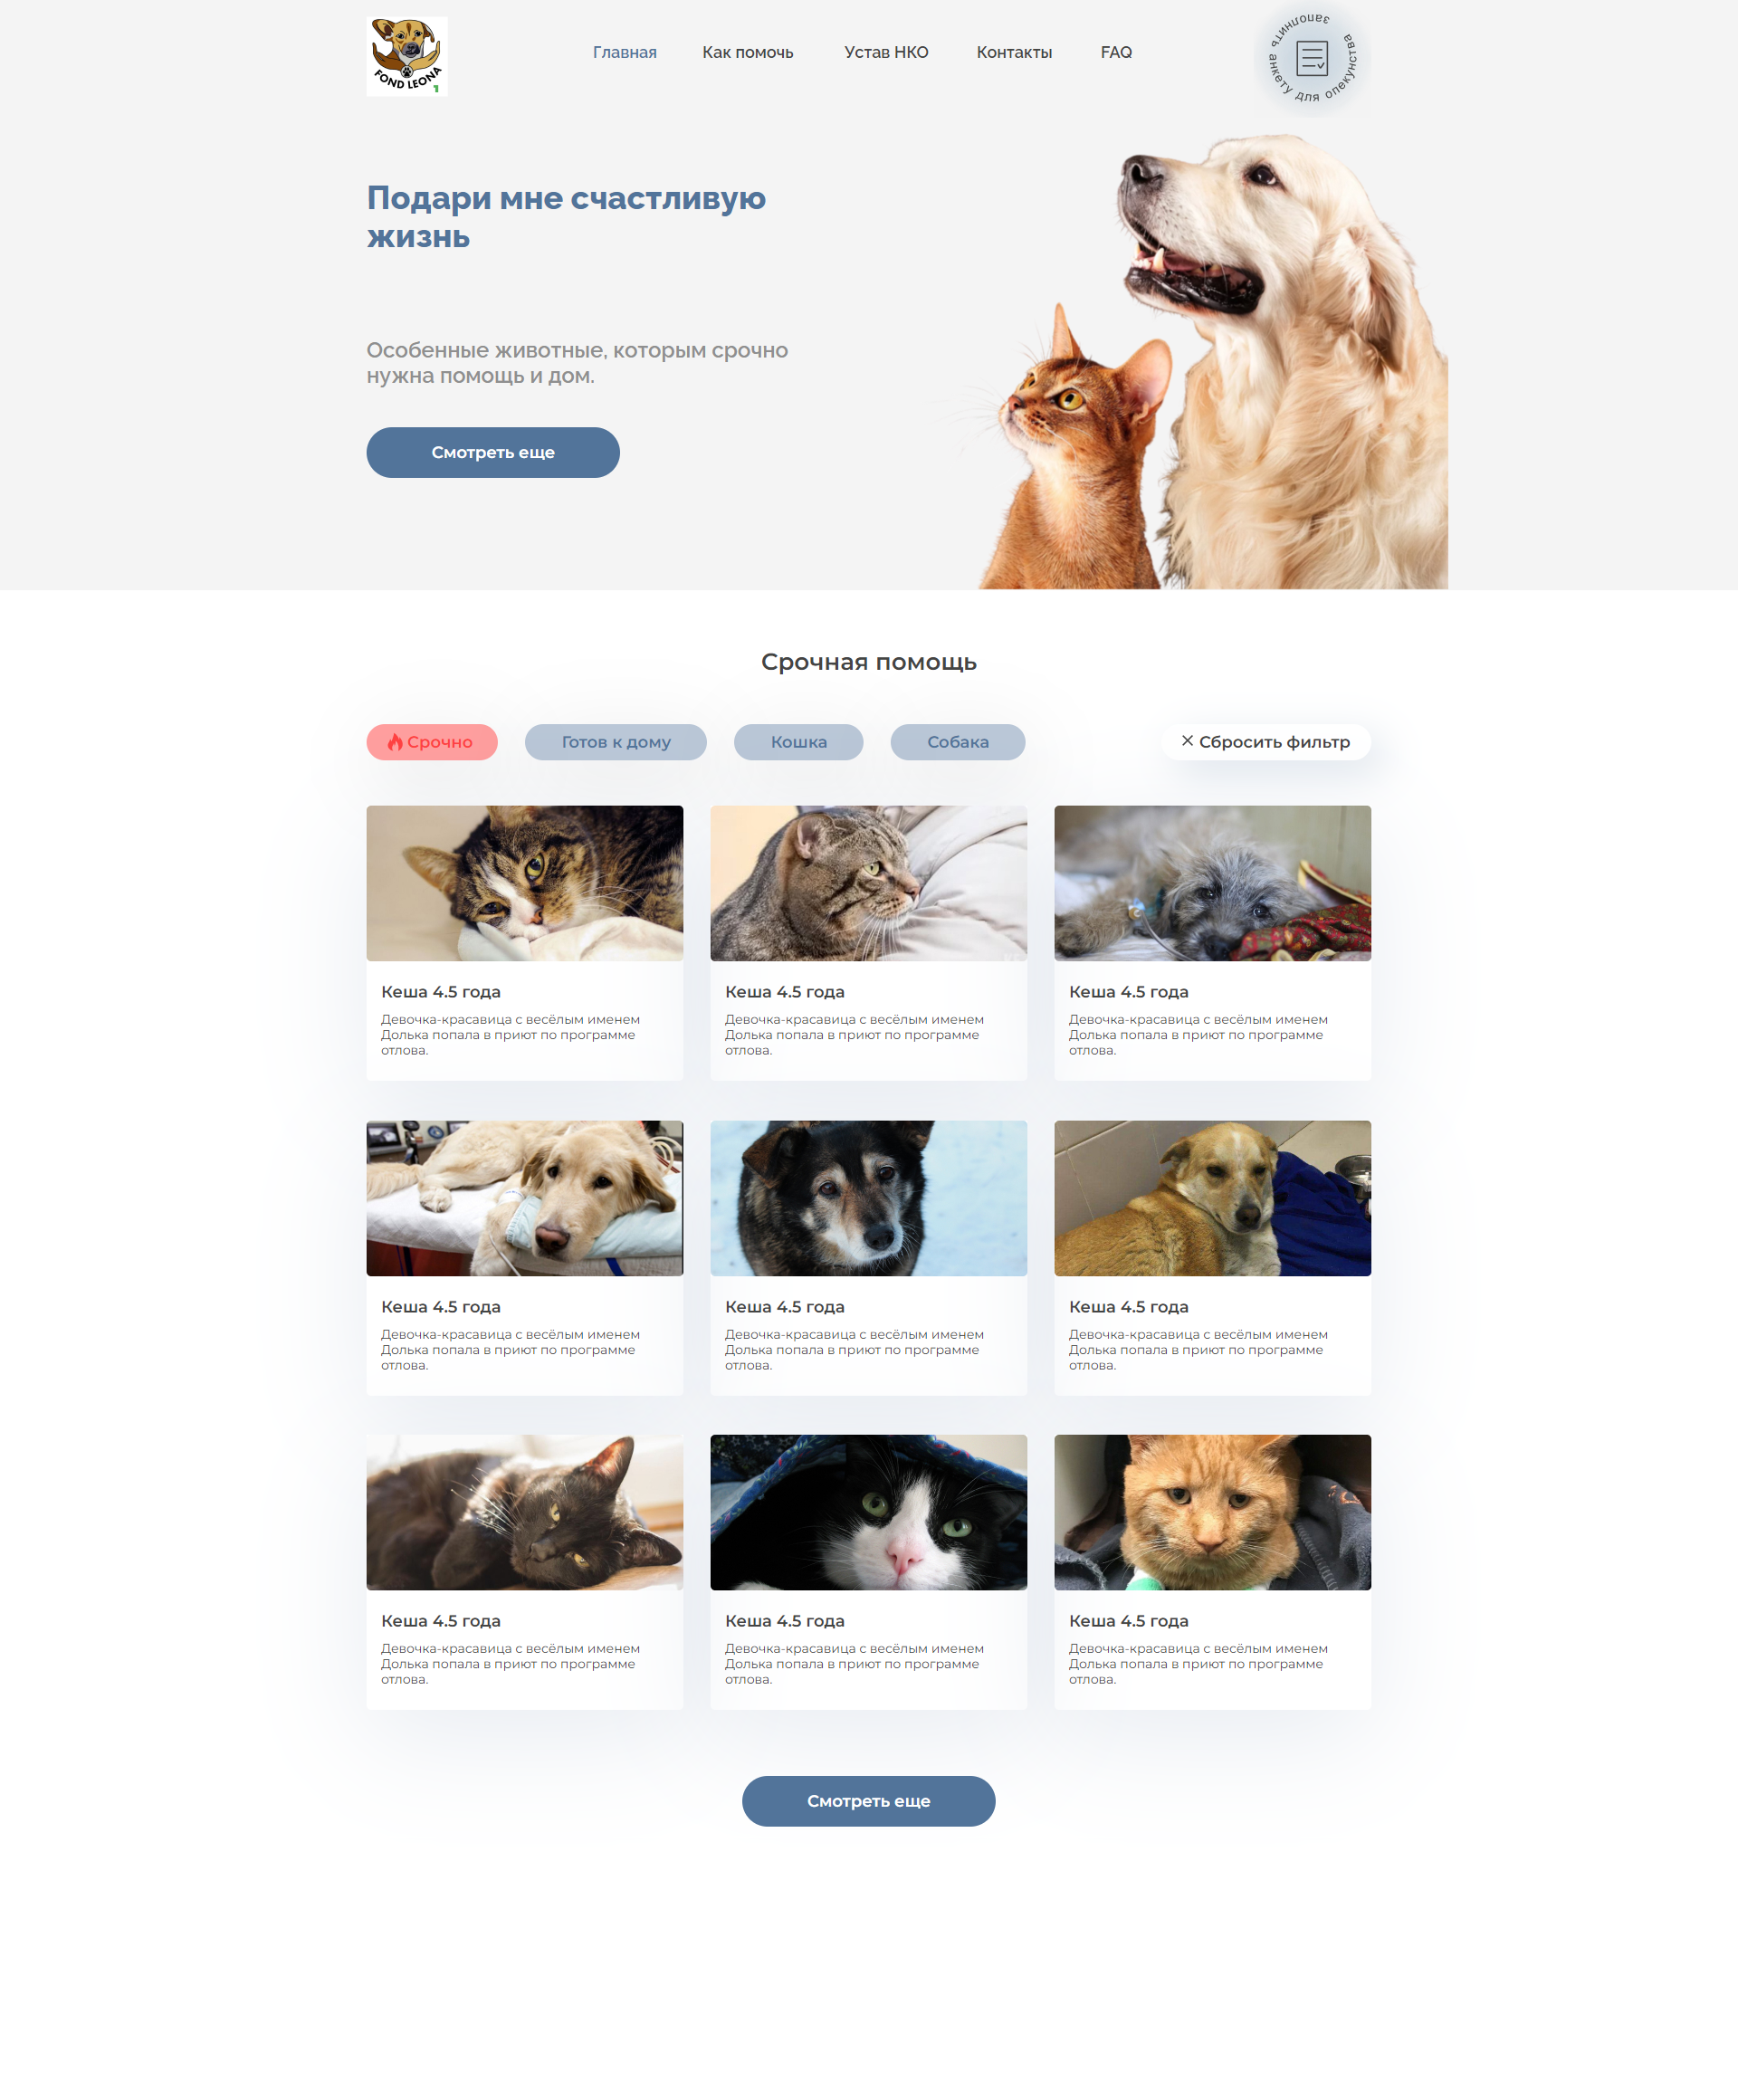 FOND LEONA
1
Главная
Как помочь
Устав НКО
Контакты
FAQ
заполнить анкету для опекунства
Подари мне счастливую
жизнь
Особенные животные, которым срочно
нужна помощь и дом.
Смотреть еще
Срочная помощь
Срочно
Готов к дому
Кошка
Собака
Сбросить фильтр
Кеша 4.5 года
Девочка-красавица с весёлым именем
Долька попала в приют по программе
отлова.
Кеша 4.5 года
Девочка-красавица с весёлым именем
Долька попала в приют по программе
отлова.
Кеша 4.5 года
Девочка-красавица с весёлым именем
Долька попала в приют по программе
отлова.
Кеша 4.5 года
Девочка-красавица с весёлым именем
Долька попала в приют по программе
отлова.
Кеша 4.5 года
Девочка-красавица с весёлым именем
Долька попала в приют по программе
отлова.
Кеша 4.5 года
Девочка-красавица с весёлым именем
Долька попала в приют по программе
отлова.
Кеша 4.5 года
Девочка-красавица с весёлым именем
Долька попала в приют по программе
отлова.
Кеша 4.5 года
Девочка-красавица с весёлым именем
Долька попала в приют по программе
отлова.
Кеша 4.5 года
Девочка-красавица с весёлым именем
Долька попала в приют по программе
отлова.
Смотреть еще